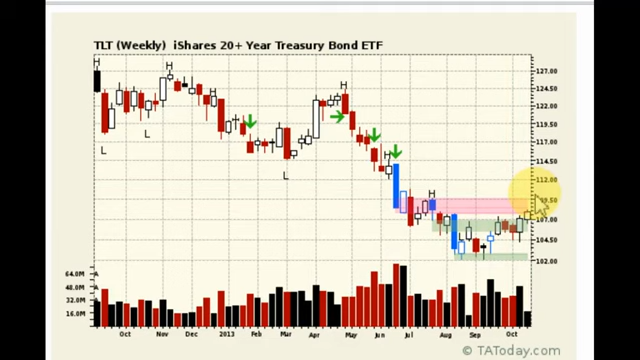 TLT (Weekly) iShares 20+ Year Treasury Bond ETF
H
H
H
H
H
H
L
L
L
127.00
124.50
122.00
119.50
117.00
114.50
112.00
109.50
107.00
104.50
102.00
64.0M
48.0M
32.0M
16.0M
Oct Nov Dec 2013 Feb Mar Apr May Jun Jul Aug Sep Oct
© TAToday.com